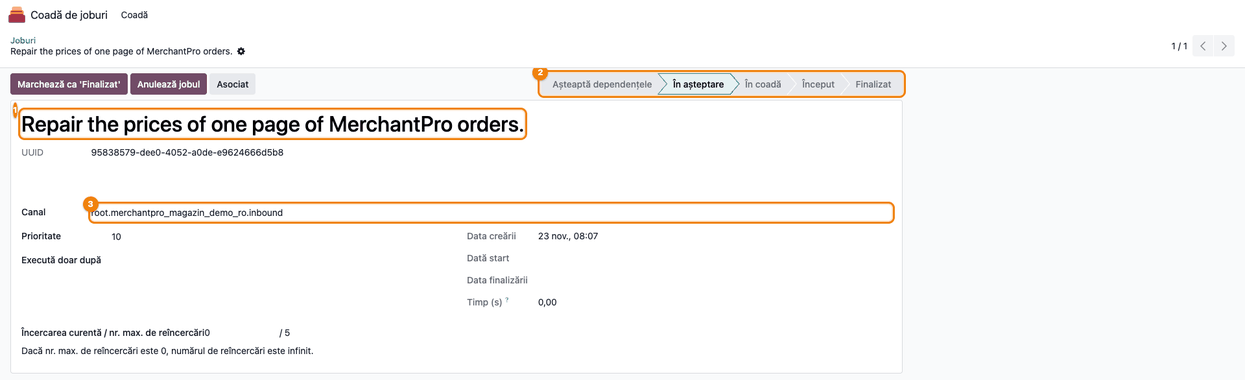 Coadă de joburi Coadă
Joburi
Repair the prices of one page of MerchantPro orders.
1 / 1
Marchează ca 'Finalizat' Anulează jobul Asociat
2
Așteaptă dependențele În așteptare În coadă Început Finalizat
1
Repair the prices of one page of MerchantPro orders.
UUID 95838579-dee0-4052-a0de-e9624666d5b8
3
Canal root.merchantpro_magazin_demo_ro.inbound
Prioritate 10 Data creării 23 nov., 08:07
Execută doar după Dată start
Data finalizării
Timp (s) ? 0,00
Încercarea curentă / nr. max. de reîncercări 0 / 5
Dacă nr. max. de reîncercări este 0, numărul de reîncercări este infinit.